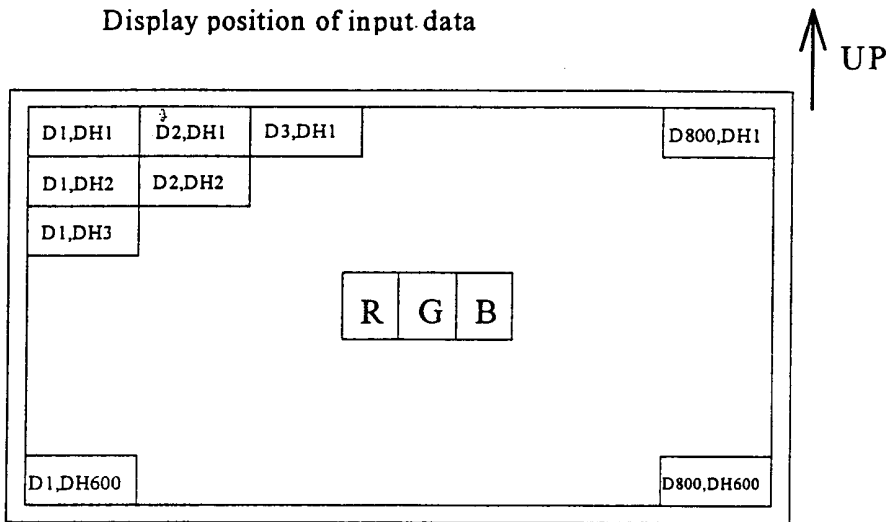 Display position of input data
UP
D1,DH1 D2,DH1 D3,DH1 D800,DH1
D1,DH2 D2,DH2
D1,DH3
R G B
D1,DH600 D800,DH600